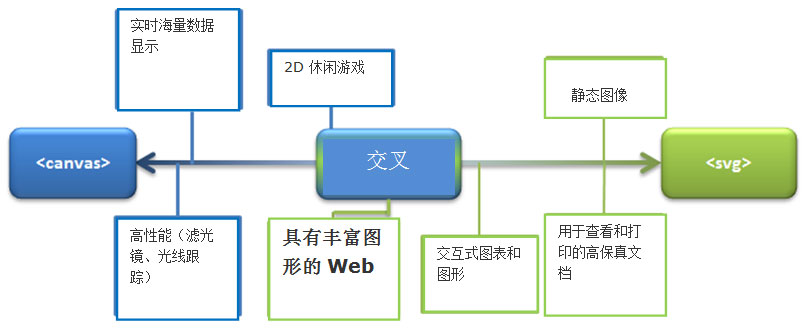 实时海量数据
显示
2D 休闲游戏
静态图像
<canvas>
交叉
<svg>
高性能（滤光
镜、光线跟
踪）
具有丰富图
形的 Web
交互式图表和
图形
用于查看和打
印的高保真文
档